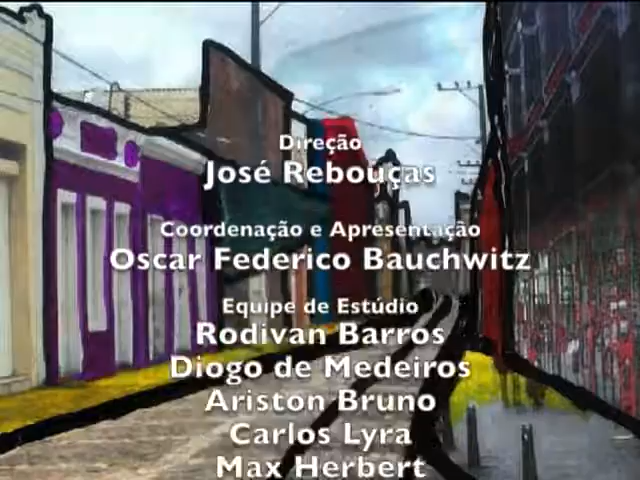 Direção
José Rebouças
Coordenação e Apresentação
Oscar Federico Bauchwitz
Equipe de Estúdio
Rodivan Barros
Diogo de Medeiros
Ariston Bruno
Carlos Lyra
Max Herbert